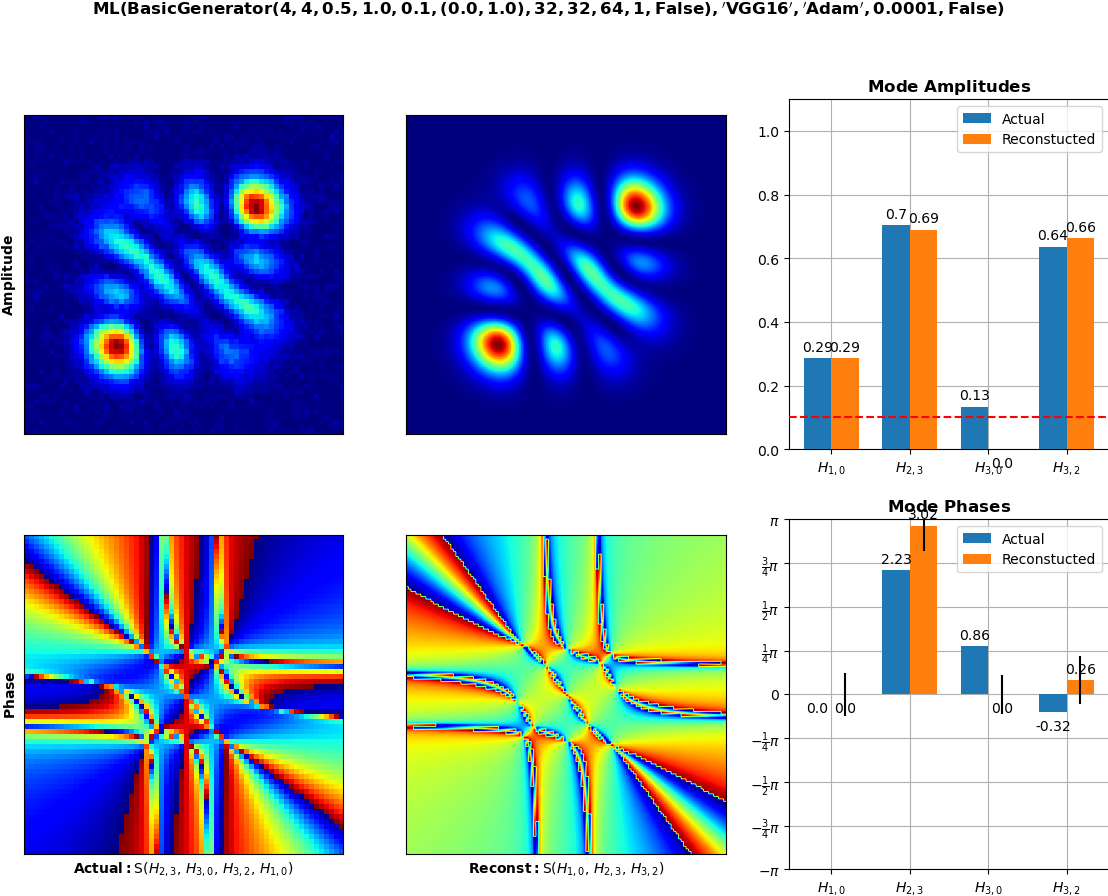 ML(BasicGenerator(4, 4, 0.5, 1.0, 0.1, (0.0, 1.0), 32, 32, 64, 1, False), ′VGG16′, ′Adam′, 0.0001, False)
Amplitude
Mode Amplitudes
Actual
Reconstucted
1.0
0.8
0.6
0.4
0.2
0.0
0.29
0.29
0.7
0.69
0.13
0.0
0.64
0.66
H1,0
H2,3
H3,0
H3,2
Phase
Actual: S(H2,3, H3,0, H3,2, H1,0)
Reconst: S(H1,0, H2,3, H3,2)
Mode Phases
Actual
Reconstucted
π
3/4π
1/2π
1/4π
0
−1/4π
−1/2π
−3/4π
−π
0.0
0.0
2.23
3.02
0.86
0.0
-0.32
0.26
H1,0
H2,3
H3,0
H3,2